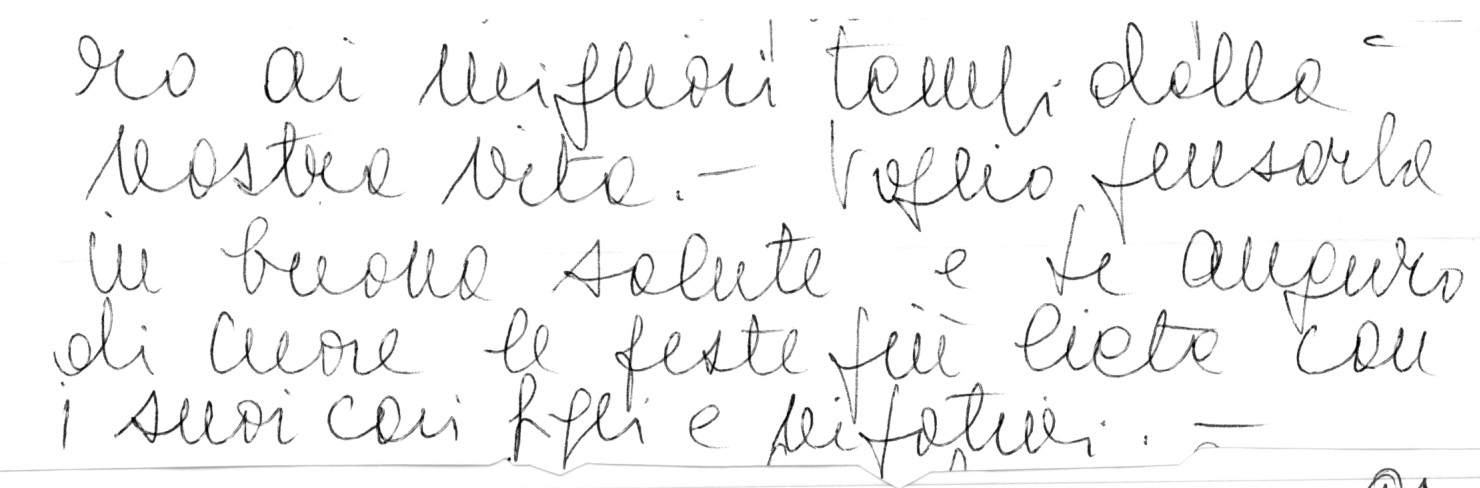 ro ai migliori tempi della
nostra vita. - Voglio pensarla
in buona salute e le auguro
di cuore le feste più liete con
i suoi cari figli e nipotini. -